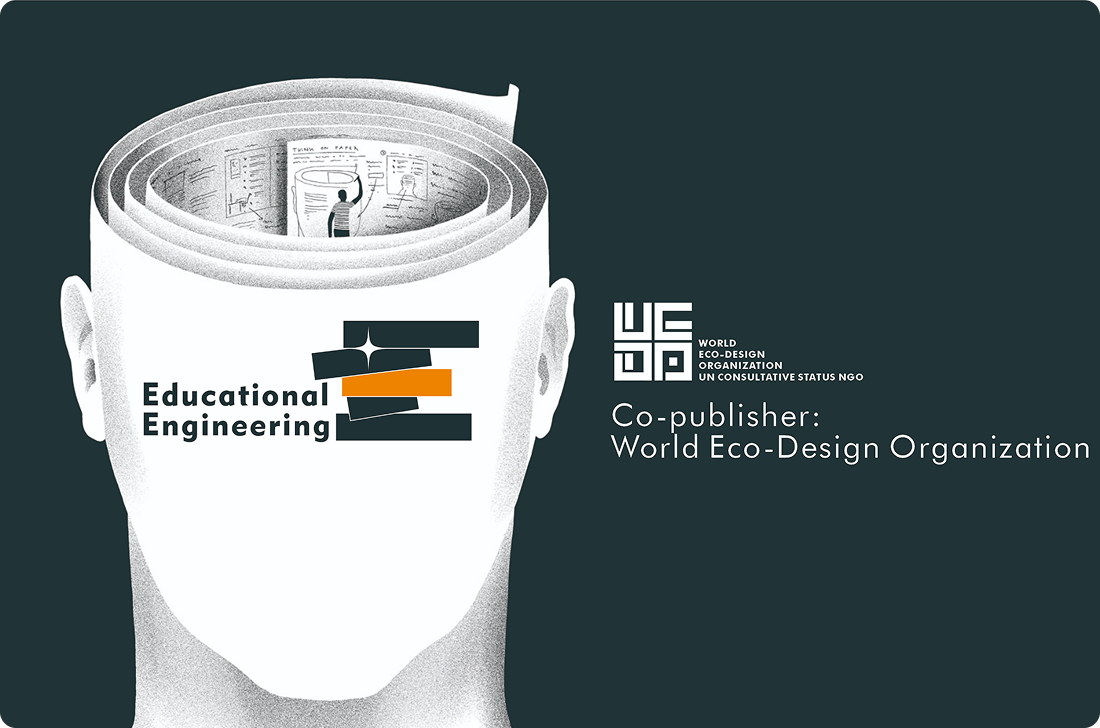 THINK ON PAPER
Educational
Engineering
WORLD
ECO-DESIGN
ORGANIZATION
UN CONSULTATIVE STATUS NGO
Co-publisher:
World Eco-Design Organization